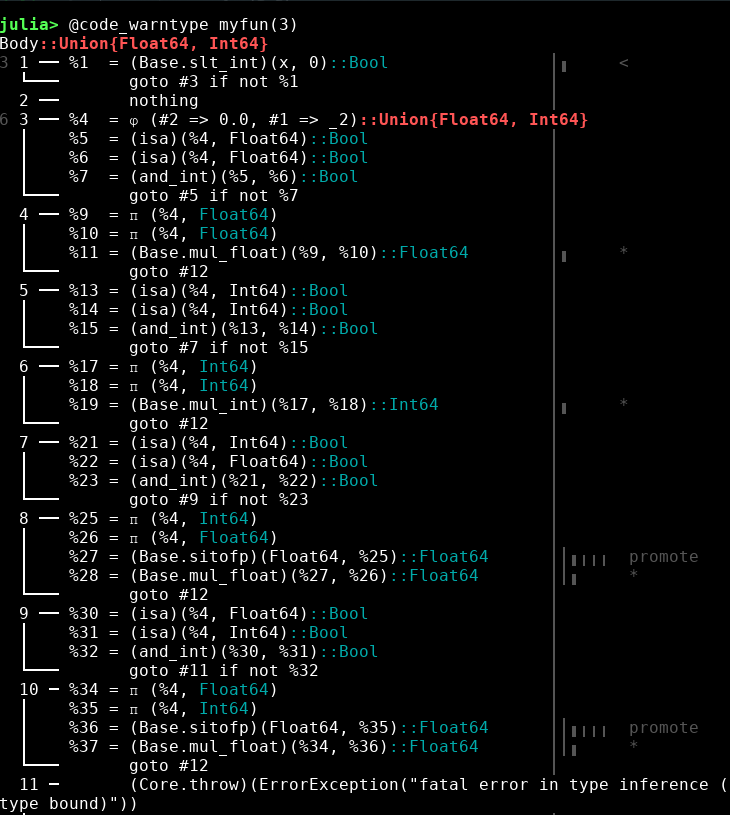 julia> @code_warntype myfun(3)
Body::Union{Float64, Int64}
3 1 ── %1  = (Base.slt_int)(x, 0)::Bool <
  └───       goto #3 if not %1
  2 ──       nothing
6 3 ── %4  = φ (#2 => 0.0, #1 => _2)::Union{Float64, Int64}
  │    %5  = (isa)(%4, Float64)::Bool
  │    %6  = (isa)(%4, Float64)::Bool
  │    %7  = (and_int)(%5, %6)::Bool
  └───       goto #5 if not %7
  4 ── %9  = π (%4, Float64)
  │    %10 = π (%4, Float64)
  │    %11 = (Base.mul_float)(%9, %10)::Float64 *
  └───       goto #12
  5 ── %13 = (isa)(%4, Int64)::Bool
  │    %14 = (isa)(%4, Int64)::Bool
  │    %15 = (and_int)(%13, %14)::Bool
  └───       goto #7 if not %15
  6 ── %17 = π (%4, Int64)
  │    %18 = π (%4, Int64)
  │    %19 = (Base.mul_int)(%17, %18)::Int64 *
  └───       goto #12
  7 ── %21 = (isa)(%4, Int64)::Bool
  │    %22 = (isa)(%4, Float64)::Bool
  │    %23 = (and_int)(%21, %22)::Bool
  └───       goto #9 if not %23
  8 ── %25 = π (%4, Int64)
  │    %26 = π (%4, Float64)
  │    %27 = (Base.sitofp)(Float64, %25)::Float64 promote
  │    %28 = (Base.mul_float)(%27, %26)::Float64 *
  └───       goto #12
  9 ── %30 = (isa)(%4, Float64)::Bool
  │    %31 = (isa)(%4, Int64)::Bool
  │    %32 = (and_int)(%30, %31)::Bool
  └───       goto #11 if not %32
  10 ─ %34 = π (%4, Float64)
  │    %35 = π (%4, Int64)
  │    %36 = (Base.sitofp)(Float64, %35)::Float64 promote
  │    %37 = (Base.mul_float)(%34, %36)::Float64 *
  └───       goto #12
  11 ─       (Core.throw)(ErrorException("fatal error in type inference (
type bound)"))